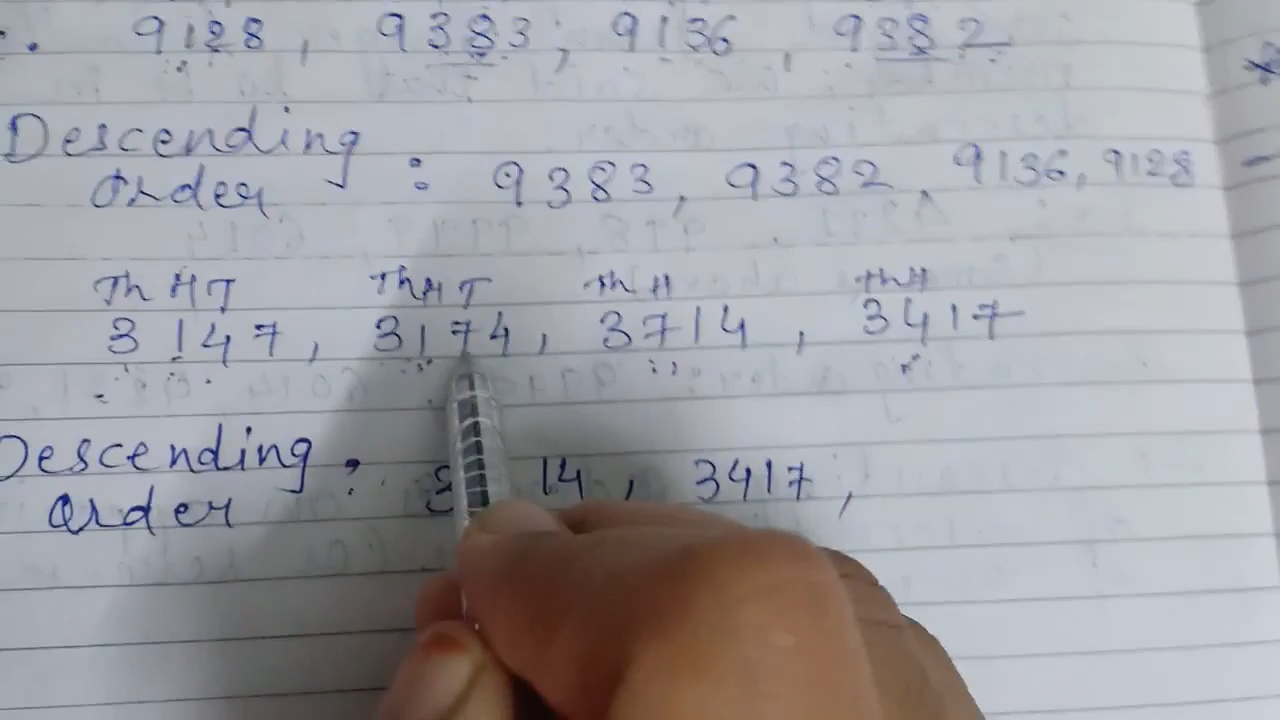 9128, 9383, 9136, 9382
Descending
Order : 9383, 9382, 9136, 9128
Th H T Th H T Th H Th H
3147, 3174, 3714, 3417
Descending : 14, 3417,
Order